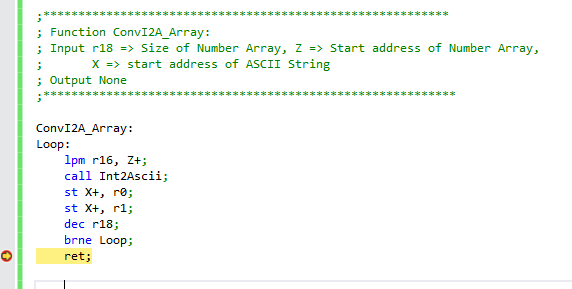 ;*********************************************************
; Function ConvI2A_Array:
; Input r18 => Size of Number Array, Z => Start address of Number Array,
;       X => start address of ASCII String
; Output None
;**********************************************************
ConvI2A_Array:
Loop:
    lpm r16, Z+;
    call Int2Ascii;
    st X+, r0;
    st X+, r1;
    dec r18;
    brne Loop;
    ret;